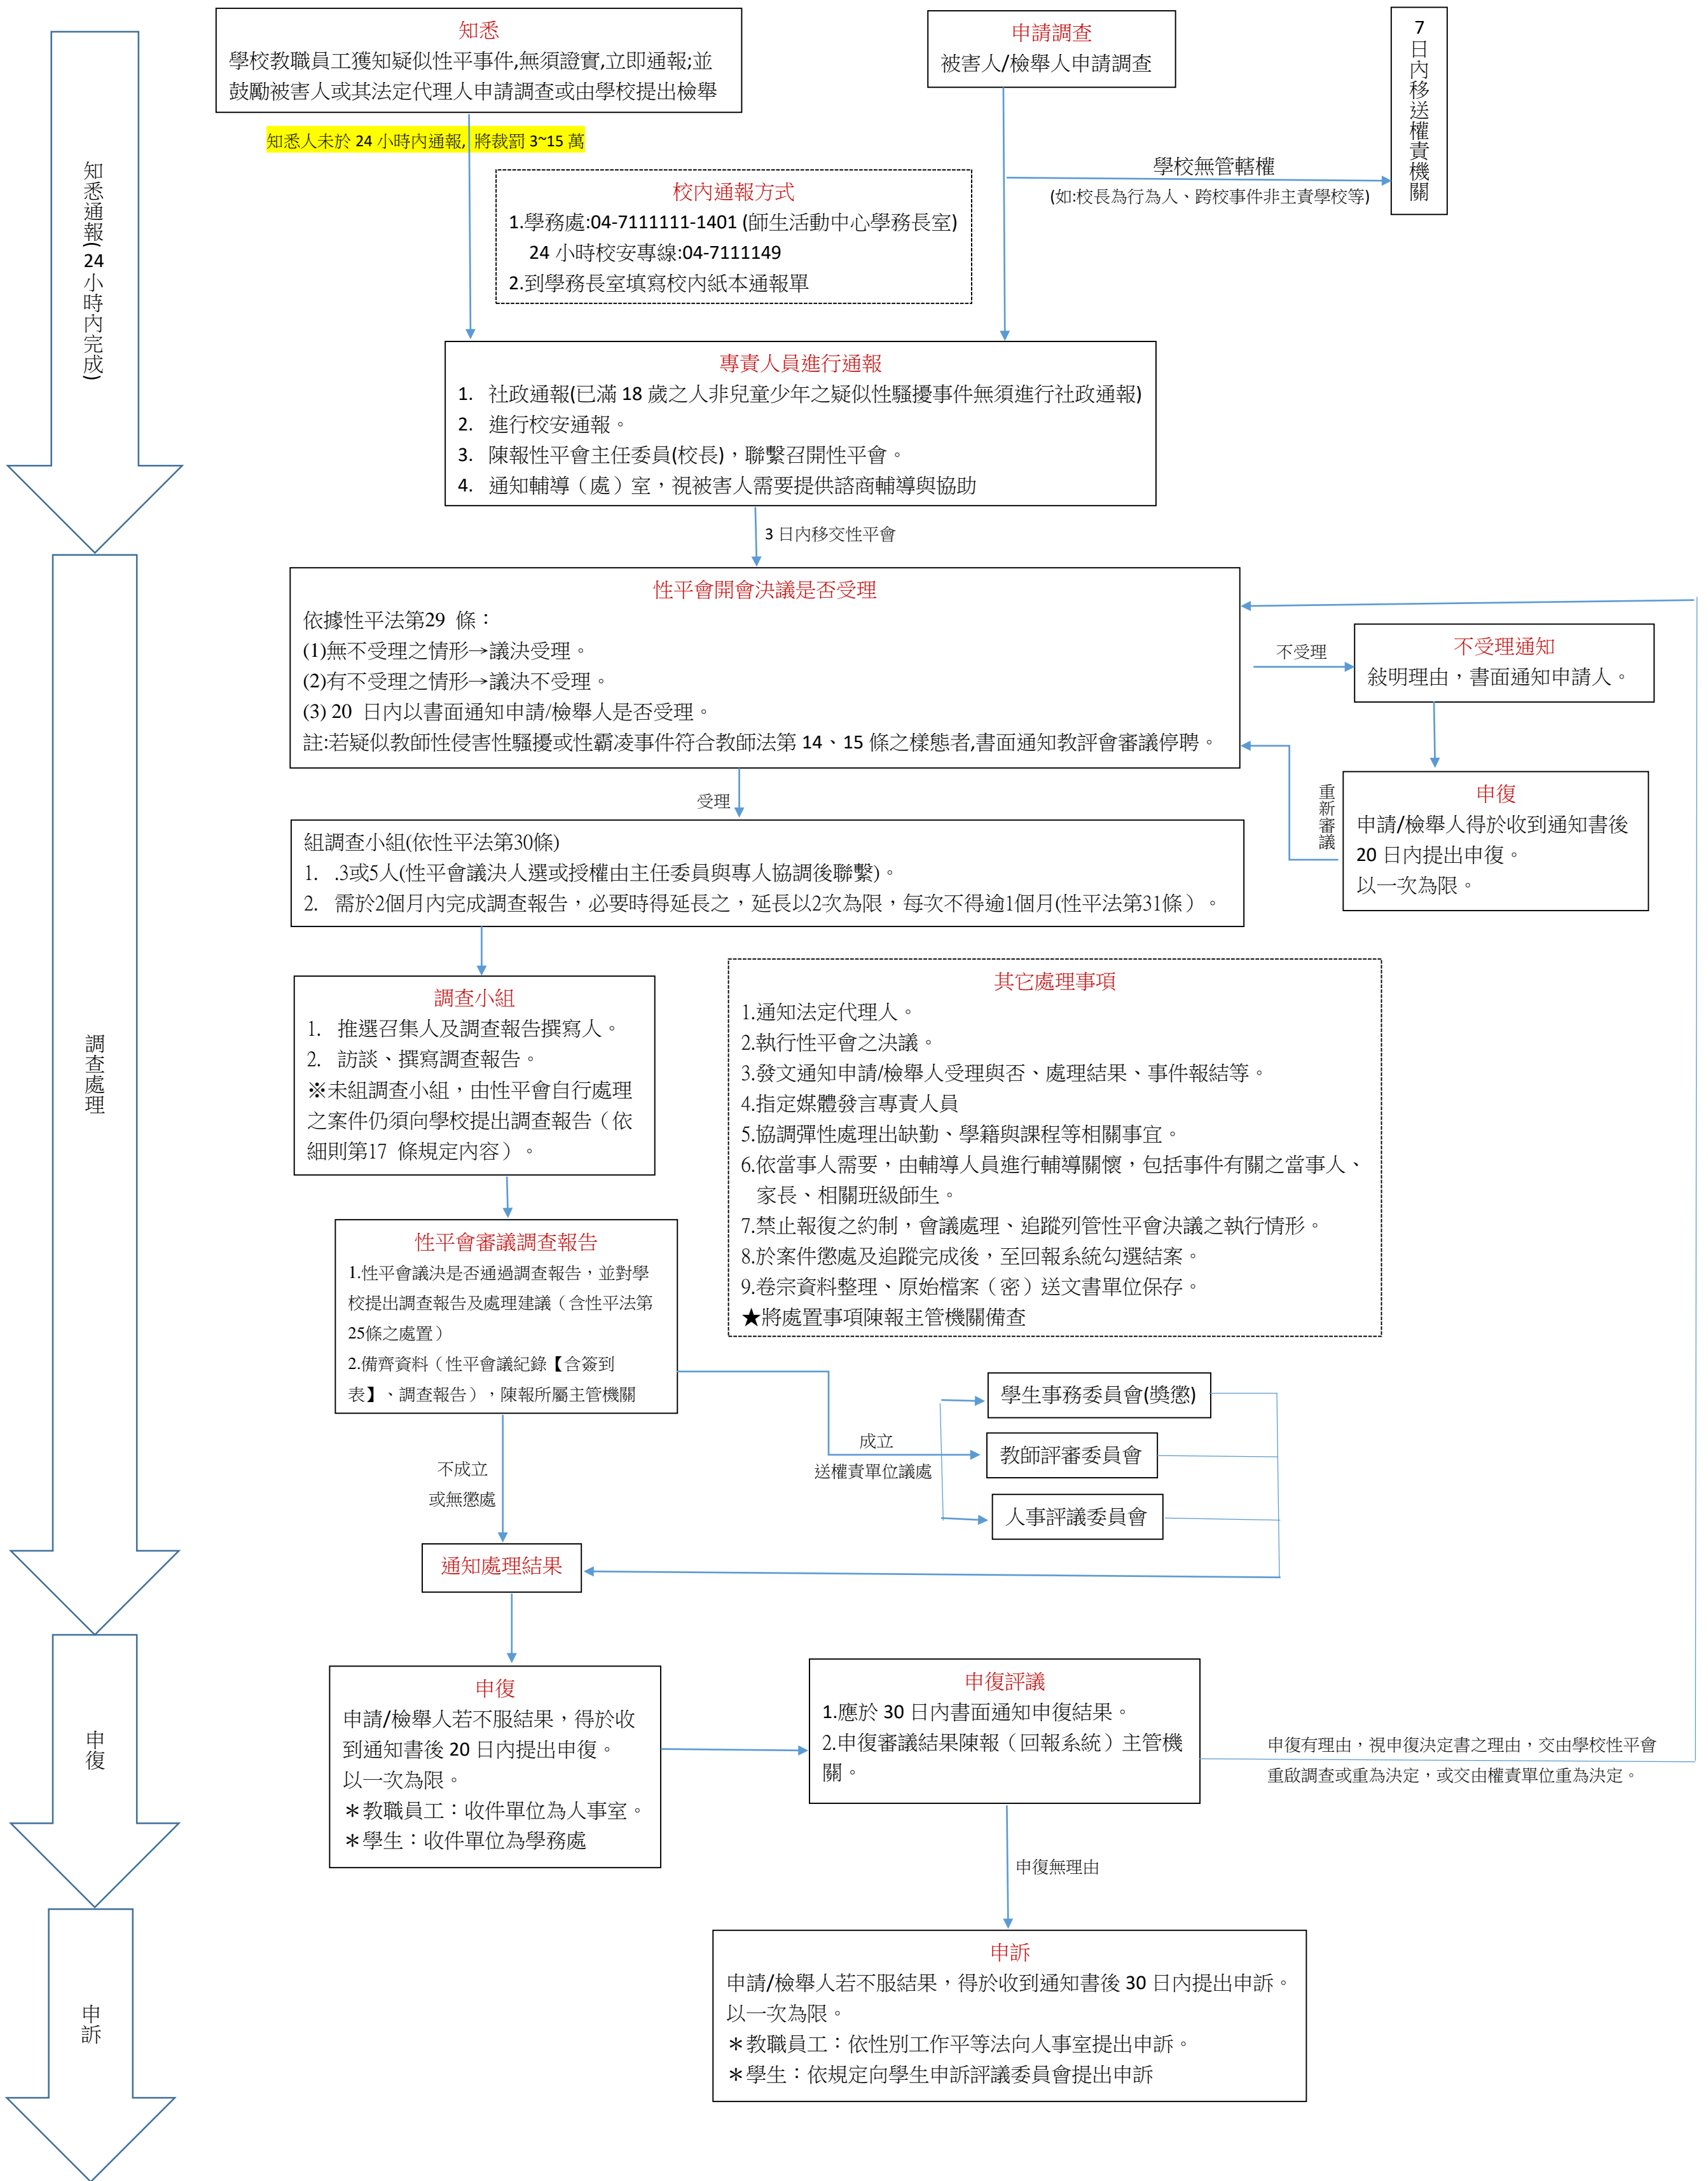 知悉
學校教職員工獲知疑似性平事件,無須證實,立即通報;並
鼓勵被害人或其法定代理人申請調查或由學校提出檢舉
申請調查
被害人/檢舉人申請調查
7日內移送權責機關
知悉人未於 24 小時內通報, 將裁罰 3~15 萬
學校無管轄權
(如:校長為行為人、跨校事件非主責學校等)
知悉通報(24小時內完成)
校內通報方式
1.學務處:04-7111111-1401 (師生活動中心學務長室)
24 小時校安專線:04-7111149
2.到學務長室填寫校內紙本通報單
專責人員進行通報
1. 社政通報(已滿 18 歲之人非兒童少年之疑似性騷擾事件無須進行社政通報)
2. 進行校安通報。
3. 陳報性平會主任委員(校長)，聯繫召開性平會。
4. 通知輔導（處）室，視被害人需要提供諮商輔導與協助
3 日內移交性平會
性平會開會決議是否受理
依據性平法第29 條：
(1)無不受理之情形→議決受理。
(2)有不受理之情形→議決不受理。
(3) 20 日內以書面通知申請/檢舉人是否受理。
註:若疑似教師性侵害性騷擾或性霸凌事件符合教師法第 14、15 條之樣態者,書面通知教評會審議停聘。
不受理
不受理通知
敍明理由，書面通知申請人。
重新審議
申復
申請/檢舉人得於收到通知書後
20 日內提出申復。
以一次為限。
受理
組調查小組(依性平法第30條)
1. .3或5人(性平會議決人選或授權由主任委員與專人協調後聯繫)。
2. 需於2個月內完成調查報告，必要時得延長之，延長以2次為限，每次不得逾1個月(性平法第31條）。
調查處理
調查小組
1. 推選召集人及調查報告撰寫人。
2. 訪談、撰寫調查報告。
※未組調查小組，由性平會自行處理
之案件仍須向學校提出調查報告（依
細則第17 條規定內容）。
其它處理事項
1.通知法定代理人。
2.執行性平會之決議。
3.發文通知申請/檢舉人受理與否、處理結果、事件報結等。
4.指定媒體發言專責人員
5.協調彈性處理出缺勤、學籍與課程等相關事宜。
6.依當事人需要，由輔導人員進行輔導關懷，包括事件有關之當事人、
家長、相關班級師生。
7.禁止報復之約制，會議處理、追蹤列管性平會決議之執行情形。
8.於案件懲處及追蹤完成後，至回報系統勾選結案。
9.卷宗資料整理、原始檔案（密）送文書單位保存。
★將處置事項陳報主管機關備查
性平會審議調查報告
1.性平會議決是否通過調查報告，並對學
校提出調查報告及處理建議（含性平法第
25條之處置）
2.備齊資料（性平會議紀錄【含簽到
表】、調查報告），陳報所屬主管機關
成立
送權責單位議處
學生事務委員會(獎懲)
教師評審委員會
人事評議委員會
不成立
或無懲處
通知處理結果
申復
申復
申請/檢舉人若不服結果，得於收
到通知書後 20 日內提出申復。
以一次為限。
＊教職員工：收件單位為人事室。
＊學生：收件單位為學務處
申復評議
1.應於 30 日內書面通知申復結果。
2.申復審議結果陳報（回報系統）主管機
關。
申復有理由，視申復決定書之理由，交由學校性平會
重啟調查或重為決定，或交由權責單位重為決定。
申復無理由
申訴
申訴
申請/檢舉人若不服結果，得於收到通知書後 30 日內提出申訴。
以一次為限。
＊教職員工：依性別工作平等法向人事室提出申訴。
＊學生：依規定向學生申訴評議委員會提出申訴